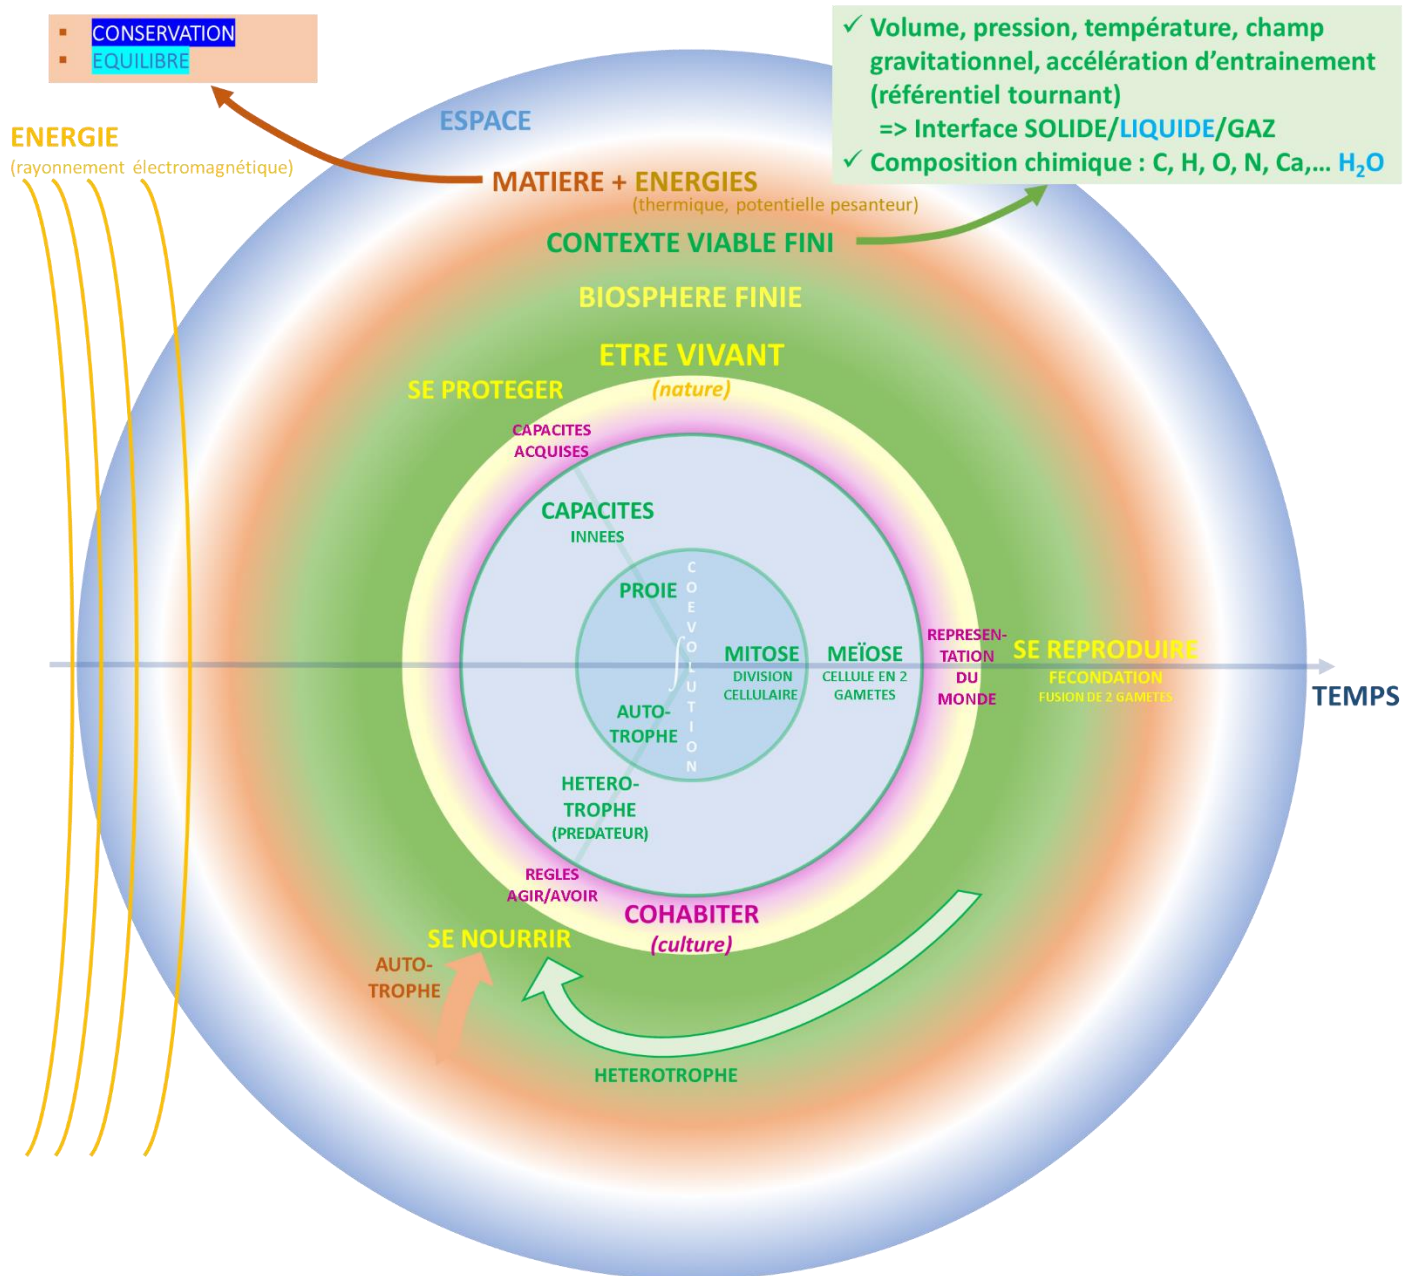 ▪ CONSERVATION
▪ EQUILIBRE
✓ Volume, pression, température, champ
gravitationnel, accélération d’entrainement
(référentiel tournant)
=> Interface SOLIDE/LIQUIDE/GAZ
✓ Composition chimique : C, H, O, N, Ca,... H₂O
ENERGIE
(rayonnement électromagnétique)
ESPACE
MATIERE + ENERGIES
(thermique, potentielle pesanteur)
CONTEXTE VIABLE FINI
BIOSPHERE FINIE
ETRE VIVANT
(nature)
SE PROTEGER
CAPACITES
ACQUISES
CAPACITES
INNEES
PROIE
COEVOLUTION
∫
MITOSE
DIVISION
CELLULAIRE
MEÏOSE
CELLULE EN 2
GAMETES
REPRESEN-
TATION
DU
MONDE
SE REPRODUIRE
FECONDATION
FUSION DE 2 GAMETES
TEMPS
AUTO-
TROPHE
HETERO-
TROPHE
(PREDATEUR)
REGLES
AGIR/AVOIR
COHABITER
(culture)
SE NOURRIR
AUTO-
TROPHE
HETEROTROPHE